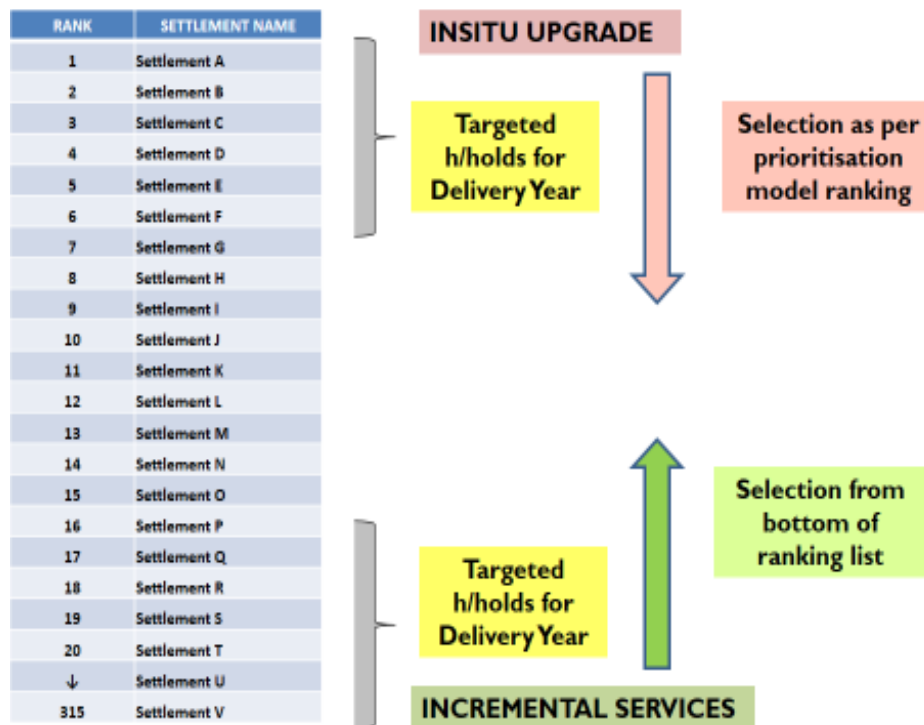 RANK SETTLEMENT NAME
1 Settlement A
2 Settlement B
3 Settlement C
4 Settlement D
5 Settlement E
6 Settlement F
7 Settlement G
8 Settlement H
9 Settlement I
10 Settlement J
11 Settlement K
12 Settlement L
13 Settlement M
14 Settlement N
15 Settlement O
16 Settlement P
17 Settlement Q
18 Settlement R
19 Settlement S
20 Settlement T
↓ Settlement U
315 Settlement V
INSITU UPGRADE
Targeted
h/holds for
Delivery Year
Selection as per
prioritisation
model ranking
Selection from
bottom of
ranking list
Targeted
h/holds for
Delivery Year
INCREMENTAL SERVICES